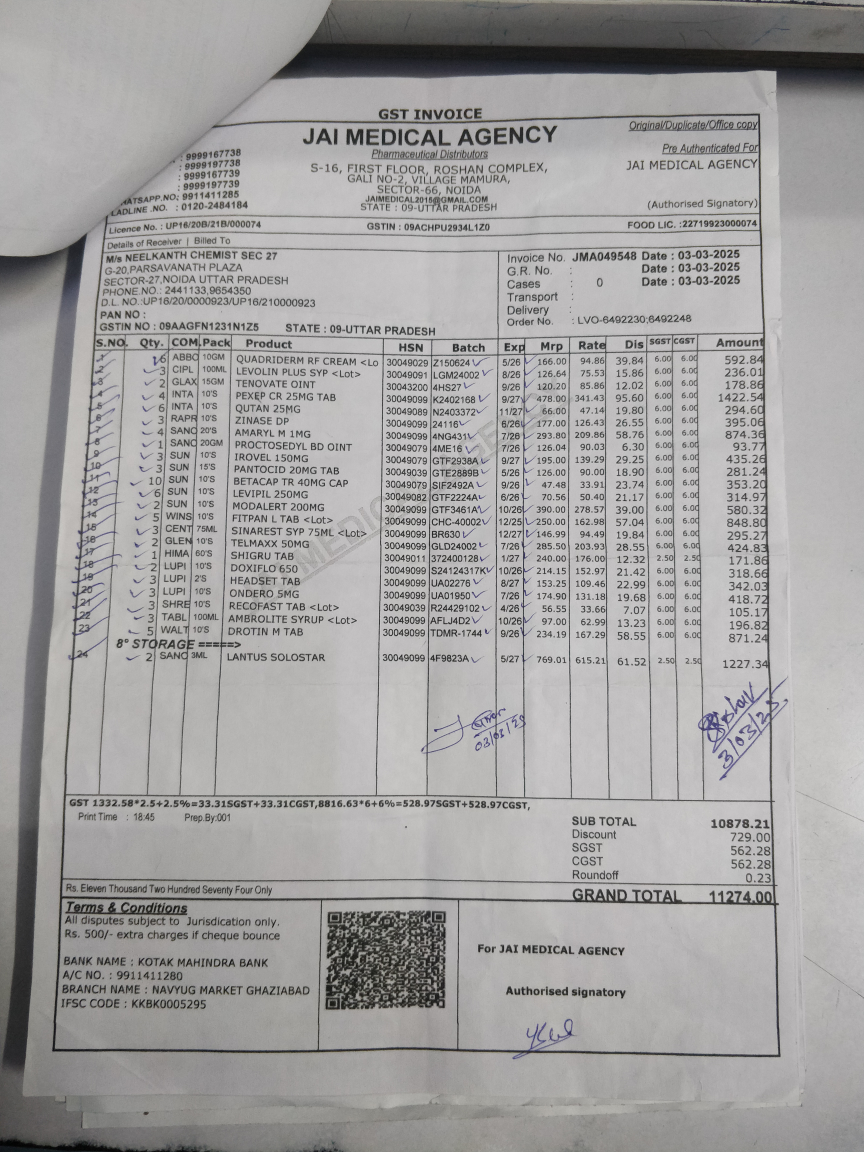 GST INVOICE
Original/Duplicate/Office copy
JAI MEDICAL AGENCY
Pharmaceutical Distributors
Pre Authenticated For
JAI MEDICAL AGENCY
: 9999167738
: 9999197738
: 9999167739
: 9999197739
HATSAPP.NO: 9911411285
LADLINE .NO. : 0120-2484184
S-16, FIRST FLOOR, ROSHAN COMPLEX,
GALI NO-2, VILLAGE MAMURA,
SECTOR-66, NOIDA
JAIMEDICAL2015@GMAIL.COM
STATE : 09-UTTAR PRADESH
(Authorised Signatory)
Licence No. : UP16/20B/21B/000074 GSTIN : 09ACHPU2934L1Z0 FOOD LIC. :22719923000074
Details of Receiver | Billed To
M/s NEELKANTH CHEMIST SEC 27
G-20,PARSAVANATH PLAZA
SECTOR-27,NOIDA UTTAR PRADESH
PHONE.NO.: 2441133,9654350
D.L. NO.:UP16/20/0000923/UP16/210000923
PAN NO :
GSTIN NO : 09AAGFN1231N1Z5 STATE : 09-UTTAR PRADESH
Invoice No. JMA049548 Date : 03-03-2025
G.R. No. : Date : 03-03-2025
Cases : 0 Date : 03-03-2025
Transport :
Delivery :
Order No. : LVO-6492230;6492248
S.NO. Qty. COM. Pack Product HSN Batch Exp Mrp Rate Dis SGST CGST Amount
1 6 ABBO 10GM QUADRIDERM RF CREAM <Lo 30049029 Z150624 5/26 166.00 94.86 39.84 6.00 6.00 592.84
2 3 CIPL 100ML LEVOLIN PLUS SYP <Lot> 30049091 LGM24002 8/26 126.64 75.53 15.86 6.00 6.00 236.01
3 2 GLAX 15GM TENOVATE OINT 30043200 4HS27 9/26 120.20 85.86 12.02 6.00 6.00 178.86
4 4 INTA 10'S PEXEP CR 25MG TAB 30049099 K2402168 9/27 478.00 341.43 95.60 6.00 6.00 1422.54
5 6 INTA 10'S QUTAN 25MG 30049089 N2403372 11/27 66.00 47.14 19.80 6.00 6.00 294.60
6 3 RAPR 10'S ZINASE DP 30049099 24116 6/26 177.00 126.43 26.55 6.00 6.00 395.06
7 4 SANO 20'S AMARYL M 1MG 30049099 4NG431 7/26 293.80 209.86 58.76 6.00 6.00 874.36
8 1 SANO 20GM PROCTOSEDYL BD OINT 30049079 4ME16 7/26 126.04 90.03 6.30 6.00 6.00 93.77
9 3 SUN 10'S IROVEL 150MG 30049079 GTF2938A 9/27 195.00 139.29 29.25 6.00 6.00 435.26
10 3 SUN 15'S PANTOCID 20MG TAB 30049039 GTE2889B 5/26 126.00 90.00 18.90 6.00 6.00 281.24
11 10 SUN 10'S BETACAP TR 40MG CAP 30049079 SIF2492A 9/26 47.48 33.91 23.74 6.00 6.00 353.20
12 6 SUN 10'S LEVIPIL 250MG 30049082 GTF2224A 6/26 70.56 50.40 21.17 6.00 6.00 314.97
13 2 SUN 10'S MODALERT 200MG 30049099 GTF3461A 10/26 390.00 278.57 39.00 6.00 6.00 580.32
14 5 WINS 10'S FITPAN L TAB <Lot> 30049099 CHC-40002 12/25 250.00 162.98 57.04 6.00 6.00 848.80
15 3 CENT 75ML SINAREST SYP 75ML <Lot> 30049099 BR630 12/27 146.99 94.49 19.84 6.00 6.00 295.27
16 2 GLEN 10'S TELMAXX 50MG 30049099 GLD24002 7/26 285.50 203.93 28.55 6.00 6.00 424.83
17 1 HIMA 60'S SHIGRU TAB 30049011 372400128 1/27 240.00 176.00 12.32 2.50 2.50 171.86
18 2 LUPI 10'S DOXIFLO 650 30049099 S24124317K 10/26 214.15 152.97 21.42 6.00 6.00 318.66
19 3 LUPI 2'S HEADSET TAB 30049099 UA02276 8/27 153.25 109.46 22.99 6.00 6.00 342.03
20 3 LUPI 10'S ONDERO 5MG 30049099 UA01950 7/26 174.90 131.18 19.68 6.00 6.00 418.72
21 3 SHRE 10'S RECOFAST TAB <Lot> 30049039 R24429102 4/26 56.55 33.66 7.07 6.00 6.00 105.17
22 3 TABL 100ML AMBROLITE SYRUP <Lot> 30049099 AFLJ4D2 10/26 97.00 62.99 13.23 6.00 6.00 196.82
23 5 WALT 10'S DROTIN M TAB 30049099 TDMR-1744 9/26 234.19 167.29 58.55 6.00 6.00 871.24
8° STORAGE =====>
24 2 SANO 3ML LANTUS SOLOSTAR 30049099 4F9823A 5/27 769.01 615.21 61.52 2.50 2.50 1227.34
03/03/25
3/03/25
GST 1332.58*2.5+2.5%=33.31SGST+33.31CGST,8816.63*6+6%=528.97SGST+528.97CGST,
Print Time : 18:45 Prep.By:001
SUB TOTAL 10878.21
Discount 729.00
SGST 562.28
CGST 562.28
Roundoff 0.23
Rs. Eleven Thousand Two Hundred Seventy Four Only
GRAND TOTAL 11274.00
Terms & Conditions
All disputes subject to Jurisdication only.
Rs. 500/- extra charges if cheque bounce
BANK NAME : KOTAK MAHINDRA BANK
A/C NO. : 9911411280
BRANCH NAME : NAVYUG MARKET GHAZIABAD
IFSC CODE : KKBK0005295
For JAI MEDICAL AGENCY
Authorised signatory